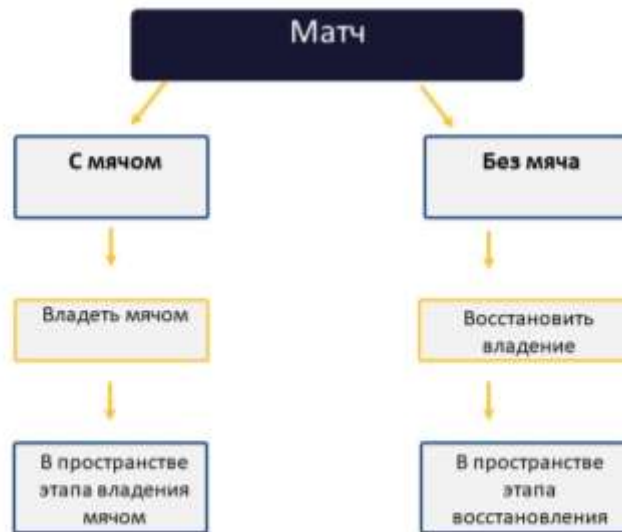 Матч
С мячом
Без мяча
Владеть мячом
Восстановить
владение
В пространстве
этапа владения
мячом
В пространстве
этапа
восстановления